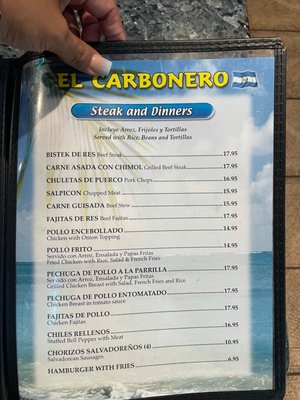 EL CARBONERO
Steak and Dinners
Incluye Arroz, Frijoles y Tortillas
Served with Rice, Beans and Tortillas
BISTEK DE RES Beef Steak 17.95
CARNE ASADA CON CHIMOL Grilled Beef Steak 17.95
CHULETAS DE PUERCO Pork Chops 16.95
SALPICON Chopped Meat 15.95
CARNE GUISADA Beef Stew 15.95
FAJITAS DE RES Beef Fajitas 17.95
POLLO ENCEBOLLADO 14.95
Chicken with Onion Topping
POLLO FRITO 14.95
Servido con Arroz, Ensalada y Papas Fritas
Fried Chicken with Rice, Salad & French Fries
PECHUGA DE POLLO A LA PARRILLA 17.95
Servido con Arroz, Ensalada y Papas Fritas
Grilled Chicken Breast with Salad, French Fries and Rice
PECHUGA DE POLLO ENTOMATADO 17.95
Chicken Breast in tomato sauce
FAJITAS DE POLLO 17.95
Chicken Fajitas
CHILES RELLENOS 16.95
Stuffed Bell Pepper with Meat
CHORIZOS SALVADOREÑOS (4) 10.95
Salvadorean Sausages
HAMBURGER WITH FRIES 6.95